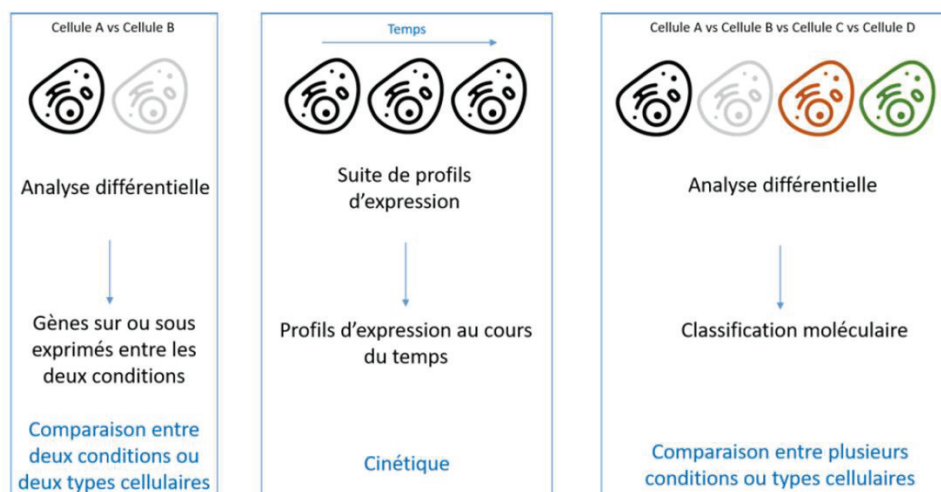 Cellule A vs Cellule B
Analyse différentielle
Gènes sur ou sous
exprimés entre les
deux conditions
Comparaison entre
deux conditions ou
deux types cellulaires
Temps
Suite de profils
d'expression
Profils d'expression au cours
du temps
Cinétique
Cellule A vs Cellule B vs Cellule C vs Cellule D
Analyse différentielle
Classification moléculaire
Comparaison entre plusieurs
conditions ou types cellulaires